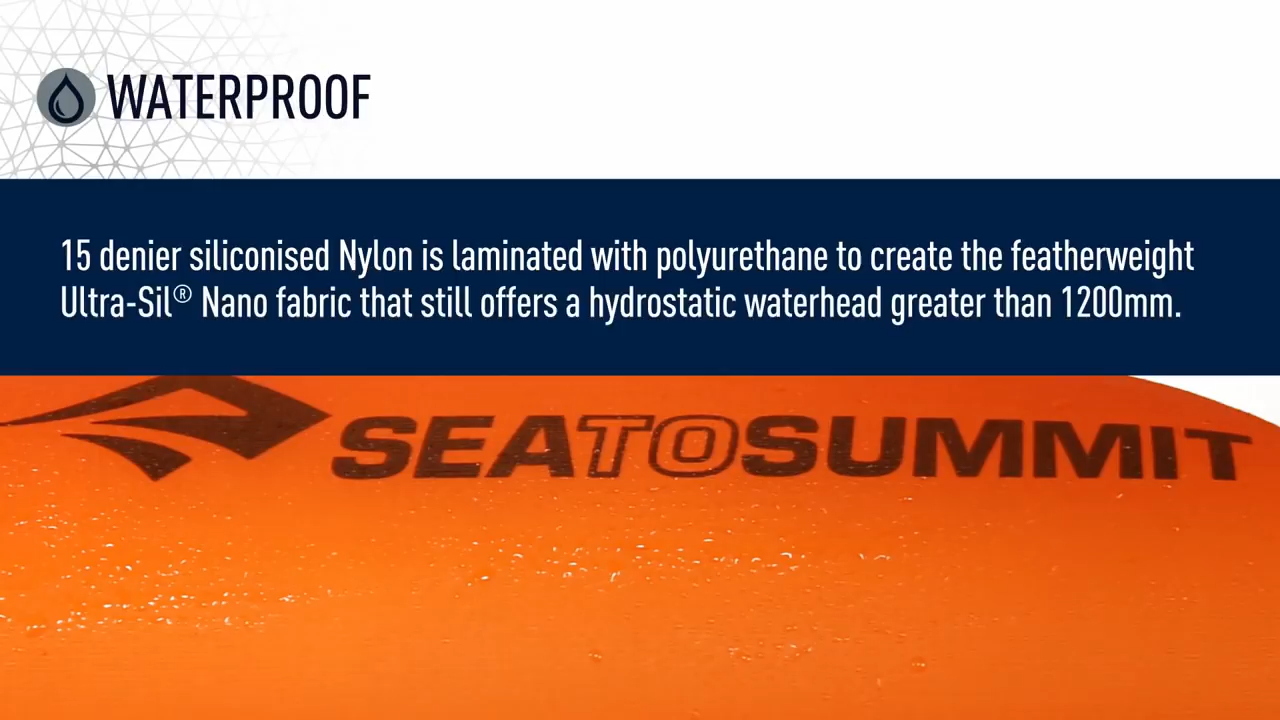 WATERPROOF
15 denier siliconised Nylon is laminated with polyurethane to create the featherweight
Ultra-Sil® Nano fabric that still offers a hydrostatic waterhead greater than 1200mm.
SEATOSUMMIT